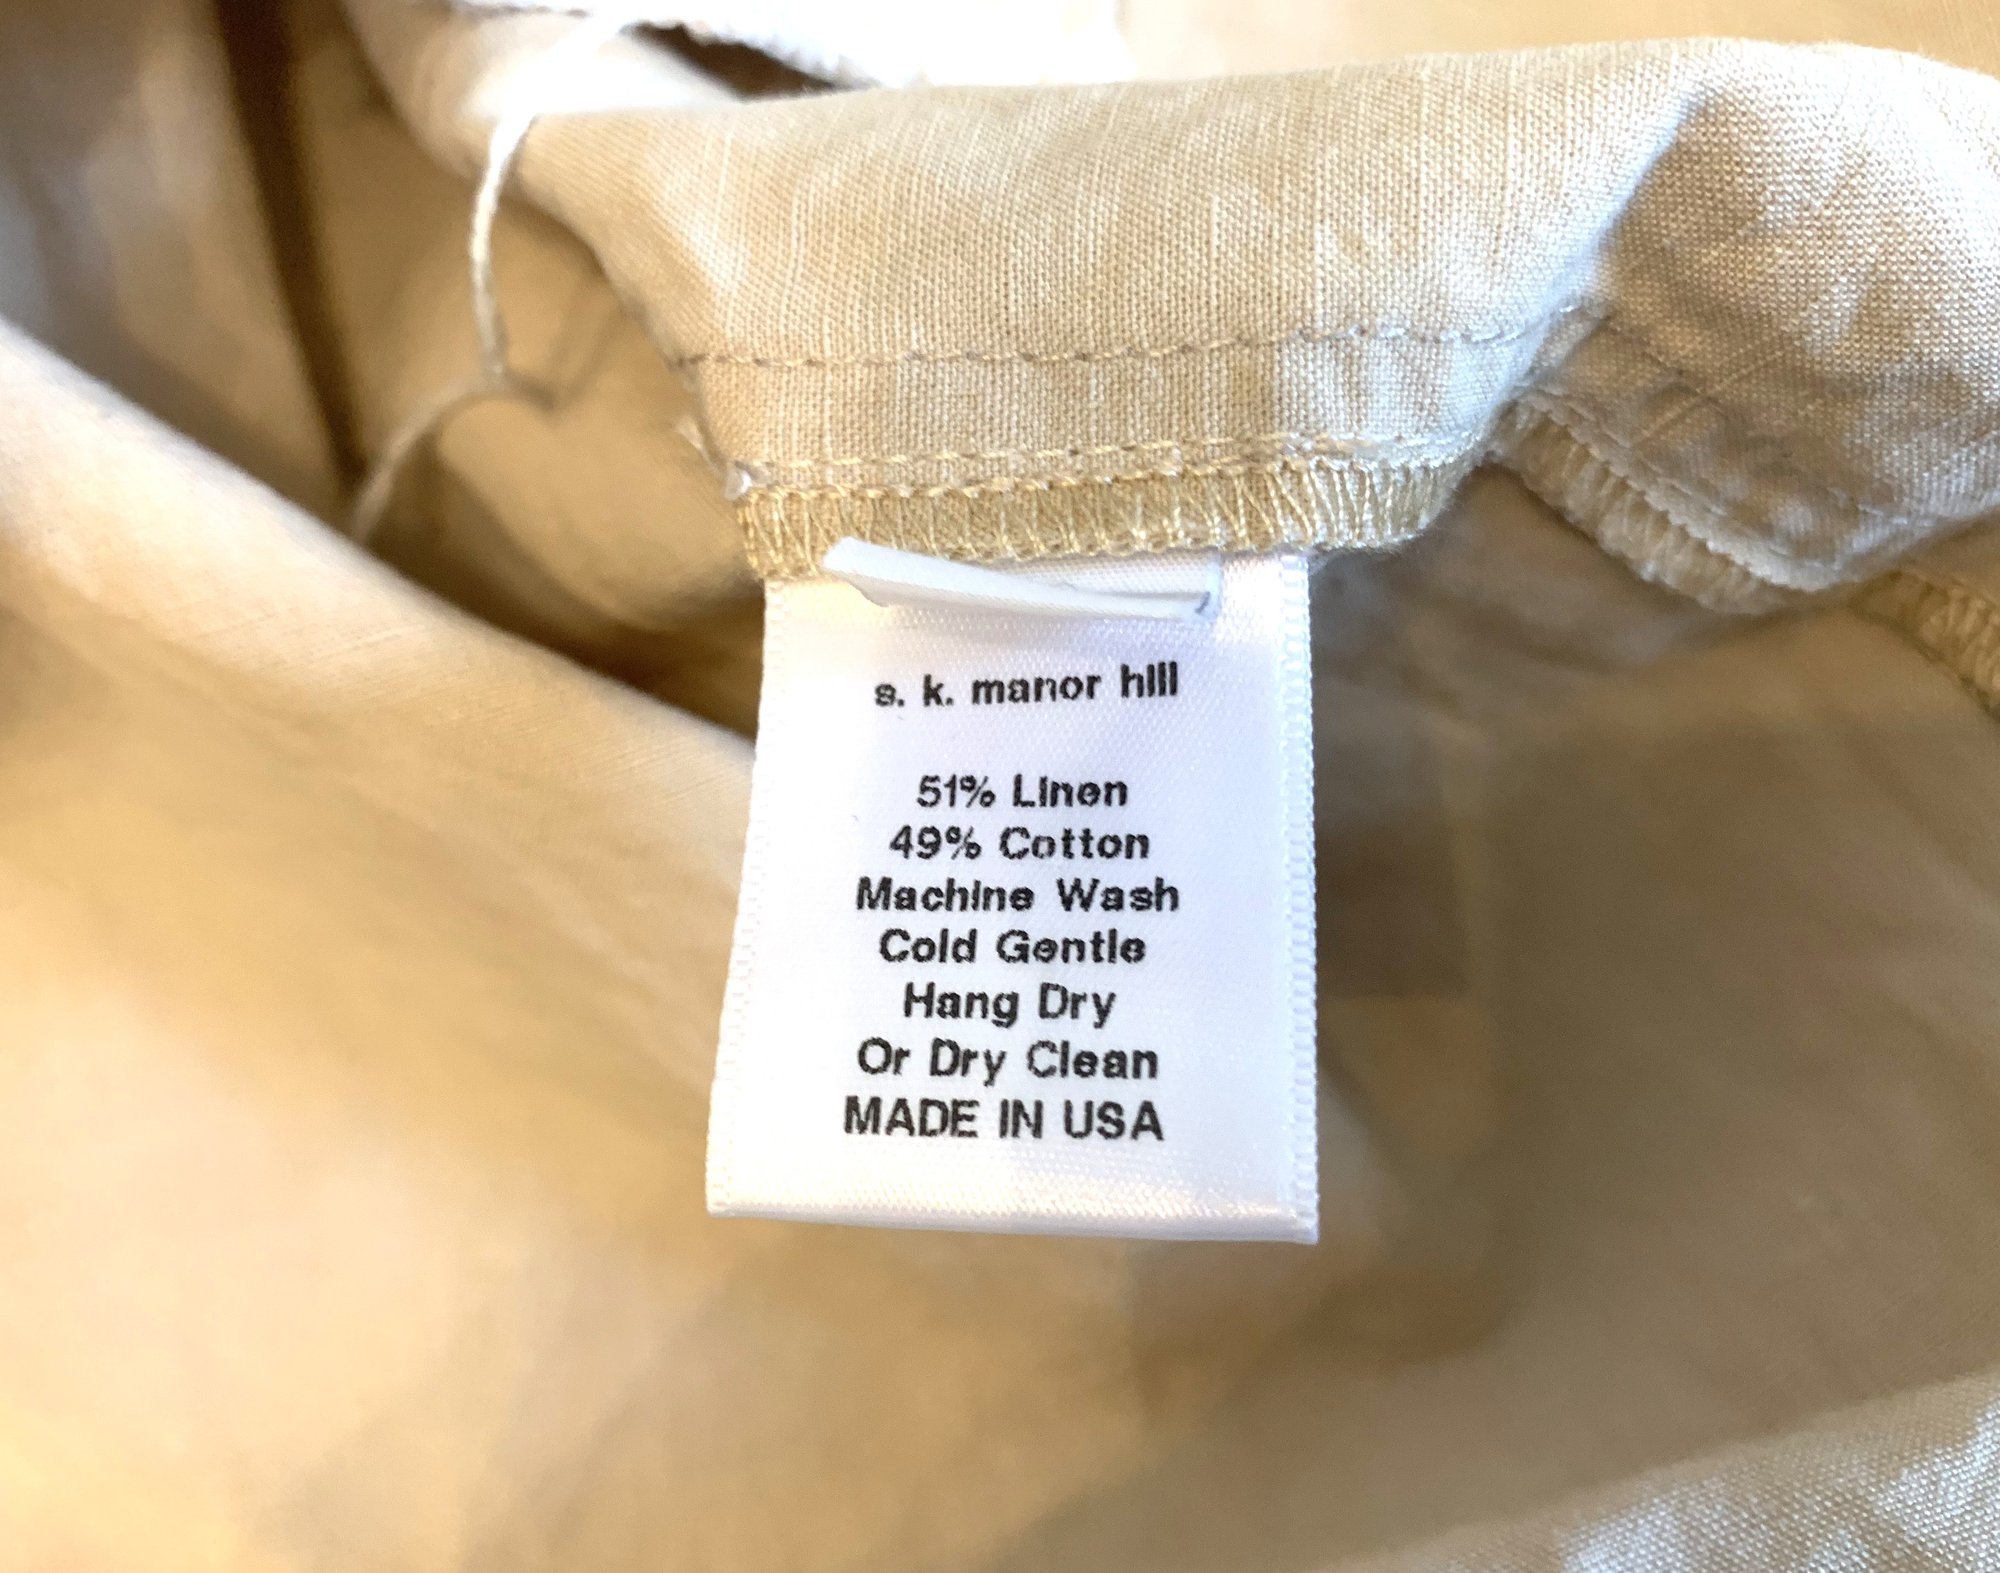 s. k. manor hill
51% Linen
49% Cotton
Machine Wash
Cold Gentle
Hang Dry
Or Dry Clean
MADE IN USA